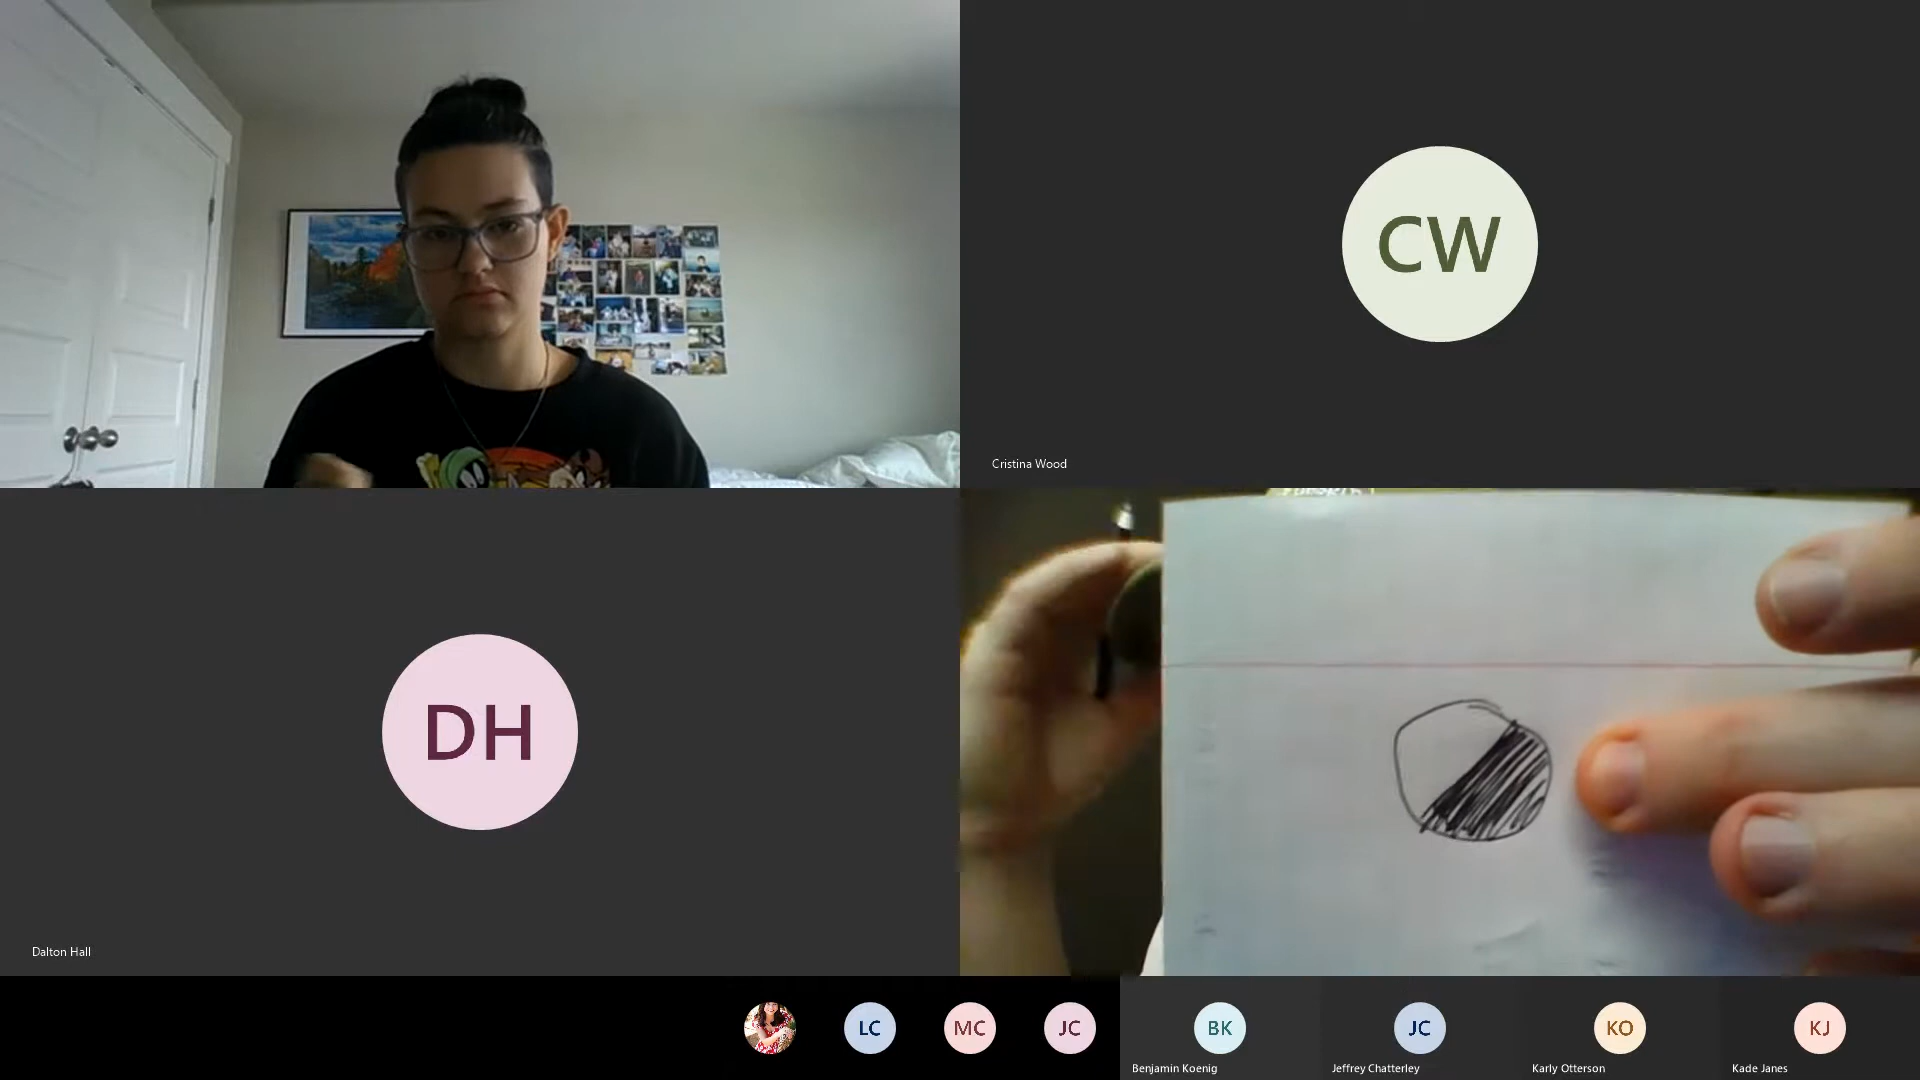 CW
Cristina Wood
DH
Dalton Hall
LC
MC
JC
BK
JC
KO
KJ
Benjamin Koenig
Jeffrey Chatterley
Karly Otterson
Kade Janes